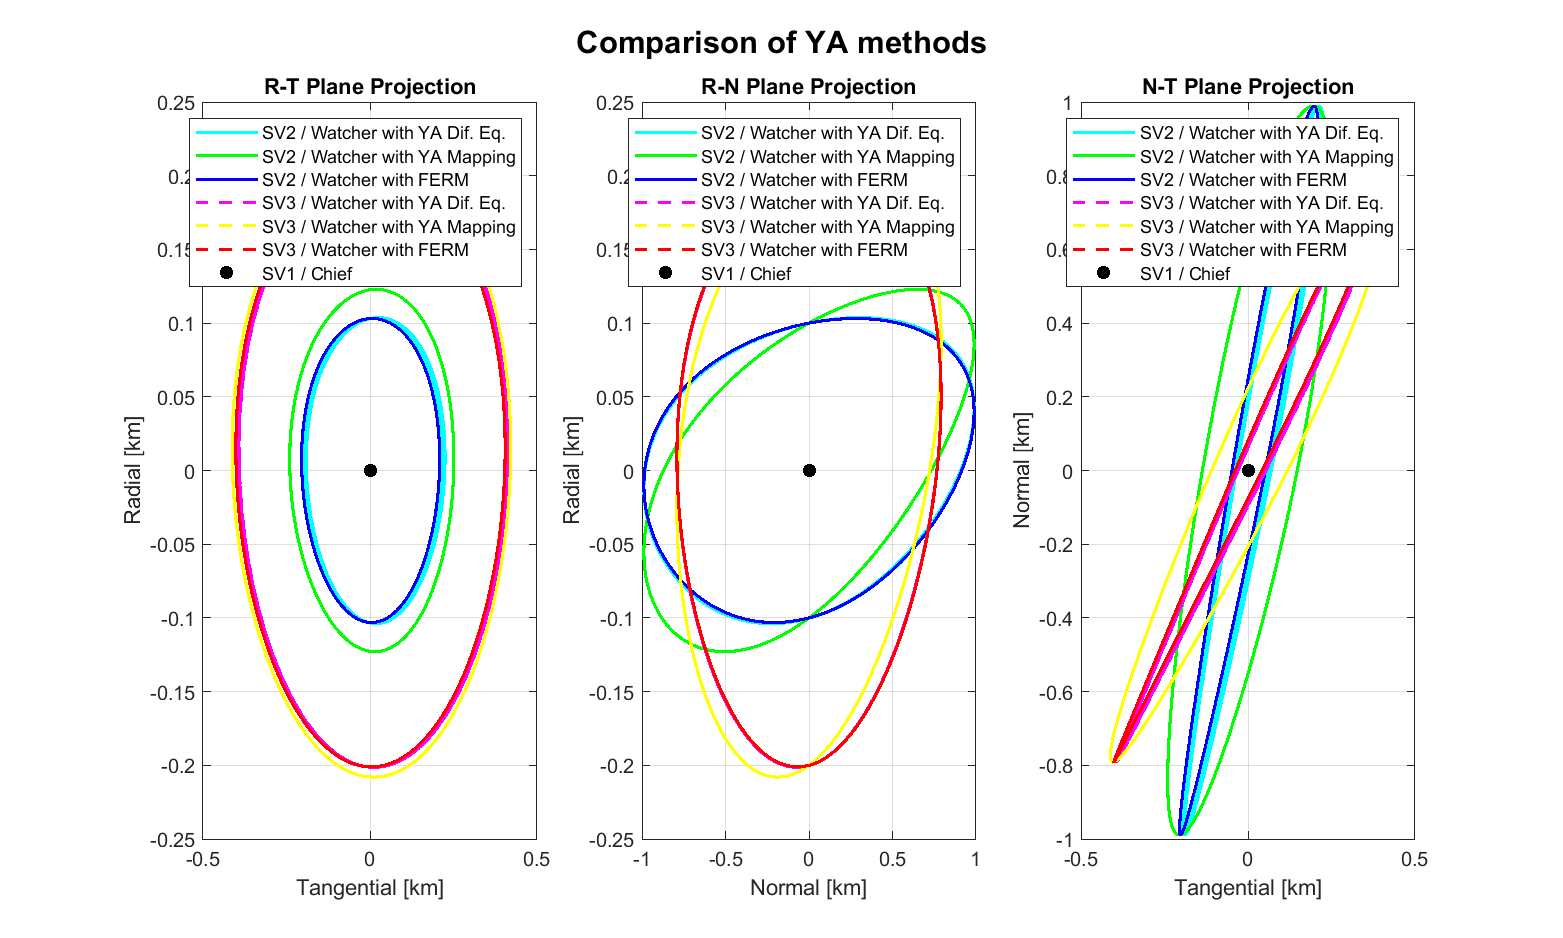 Comparison of YA methods
R-T Plane Projection
0.25
0.2
0.15
0.1
0.05
0
-0.05
-0.1
-0.15
-0.2
-0.25
-0.5
0
0.5
Radial [km]
Tangential [km]
SV2 / Watcher with YA Dif. Eq.
SV2 / Watcher with YA Mapping
SV2 / Watcher with FERM
SV3 / Watcher with YA Dif. Eq.
SV3 / Watcher with YA Mapping
SV3 / Watcher with FERM
SV1 / Chief
R-N Plane Projection
0.25
0.2
0.15
0.1
0.05
0
-0.05
-0.1
-0.15
-0.2
-0.25
-1
-0.5
0
0.5
1
Radial [km]
Normal [km]
SV2 / Watcher with YA Dif. Eq.
SV2 / Watcher with YA Mapping
SV2 / Watcher with FERM
SV3 / Watcher with YA Dif. Eq.
SV3 / Watcher with YA Mapping
SV3 / Watcher with FERM
SV1 / Chief
N-T Plane Projection
1
0.8
0.6
0.4
0.2
0
-0.2
-0.4
-0.6
-0.8
-1
-0.5
0
0.5
Normal [km]
Tangential [km]
SV2 / Watcher with YA Dif. Eq.
SV2 / Watcher with YA Mapping
SV2 / Watcher with FERM
SV3 / Watcher with YA Dif. Eq.
SV3 / Watcher with YA Mapping
SV3 / Watcher with FERM
SV1 / Chief